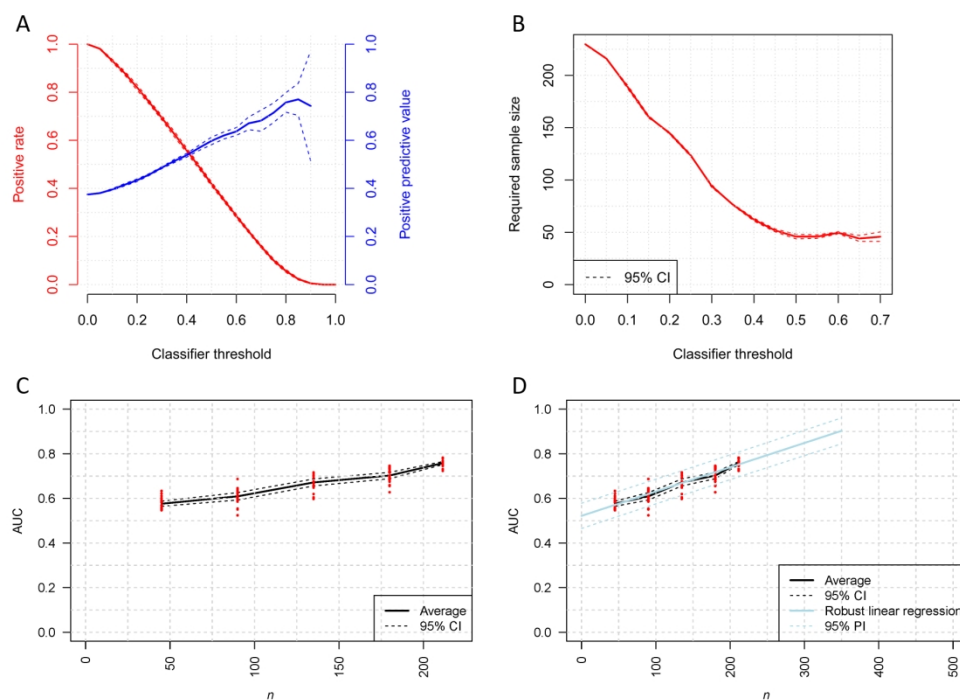 A
B
Positive rate
0.0 0.2 0.4 0.6 0.8 1.0
0.0 0.2 0.4 0.6 0.8 1.0
Positive predictive value
0.0 0.2 0.4 0.6 0.8 1.0
Classifier threshold
Required sample size
0 50 100 150 200
95% CI
0.0 0.1 0.2 0.3 0.4 0.5 0.6 0.7
Classifier threshold
C
D
AUC
1.0
0.8
0.6
0.4
0.2
0.0
Average
95% CI
0 50 100 150 200
n
AUC
1.0
0.8
0.6
0.4
0.2
0.0
Average
95% CI
Robust linear regression
95% PI
0 100 200 300 400 500
n